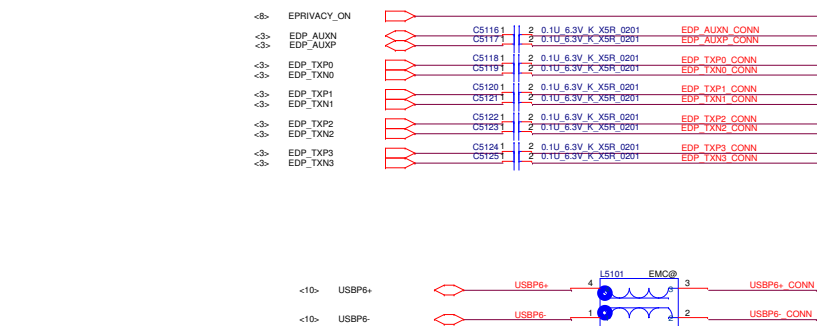 <8> EPRIVACY_ON
<3> EDP_AUXN C5116 1 2 0.1U_6.3V_K_X5R_0201 EDP_AUXN_CONN
<3> EDP_AUXP C5117 1 2 0.1U_6.3V_K_X5R_0201 EDP_AUXP_CONN
<3> EDP_TXP0 C5118 1 2 0.1U_6.3V_K_X5R_0201 EDP_TXP0_CONN
<3> EDP_TXN0 C5119 1 2 0.1U_6.3V_K_X5R_0201 EDP_TXN0_CONN
<3> EDP_TXP1 C5120 1 2 0.1U_6.3V_K_X5R_0201 EDP_TXP1_CONN
<3> EDP_TXN1 C5121 1 2 0.1U_6.3V_K_X5R_0201 EDP_TXN1_CONN
<3> EDP_TXP2 C5122 1 2 0.1U_6.3V_K_X5R_0201 EDP_TXP2_CONN
<3> EDP_TXN2 C5123 1 2 0.1U_6.3V_K_X5R_0201 EDP_TXN2_CONN
<3> EDP_TXP3 C5124 1 2 0.1U_6.3V_K_X5R_0201 EDP_TXP3_CONN
<3> EDP_TXN3 C5125 1 2 0.1U_6.3V_K_X5R_0201 EDP_TXN3_CONN
L5101 EMC@
<10> USBP6+ USBP6+ 4 3 USBP6+_CONN
<10> USBP6- USBP6- 1 2 USBP6-_CONN